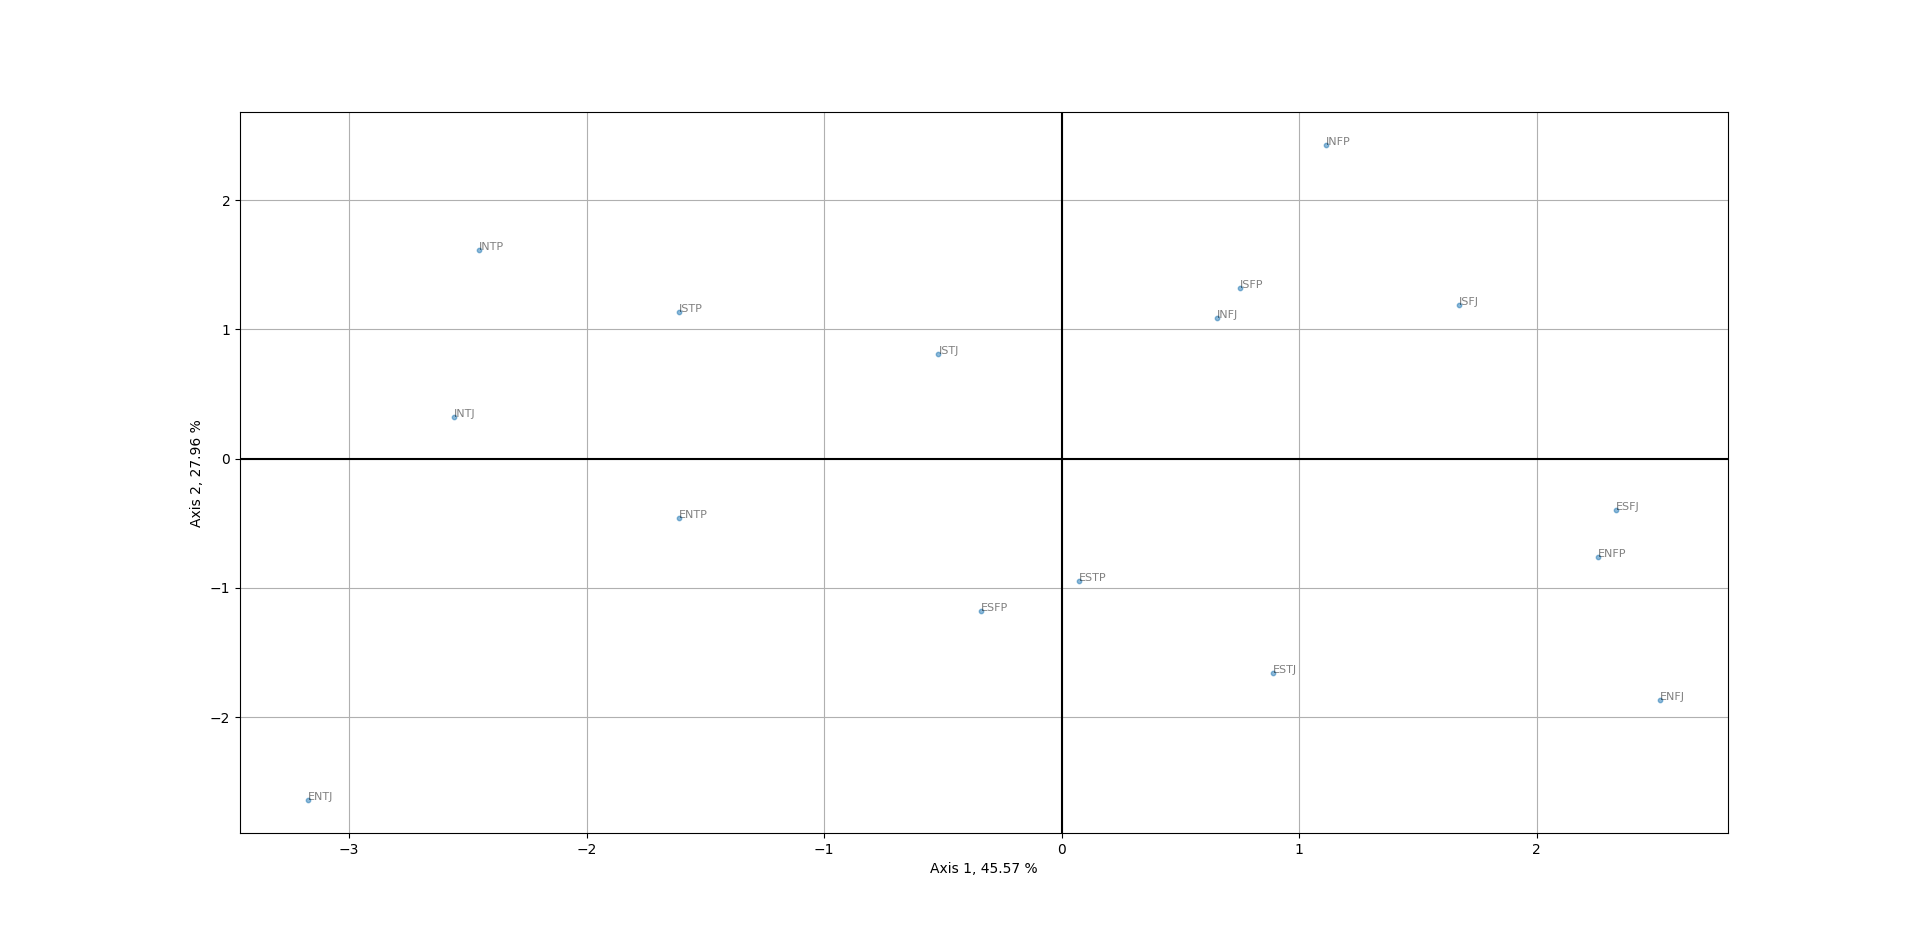 INFP
2
INTP
ISFP
ISFJ
ISTP
INFJ
1
ISTJ
INTJ
Axis 2, 27.96 %
0
ESFJ
ENTP
ENFP
ESTP
−1
ESFP
ESTJ
ENFJ
−2
ENTJ
−3 −2 −1 0 1 2
Axis 1, 45.57 %